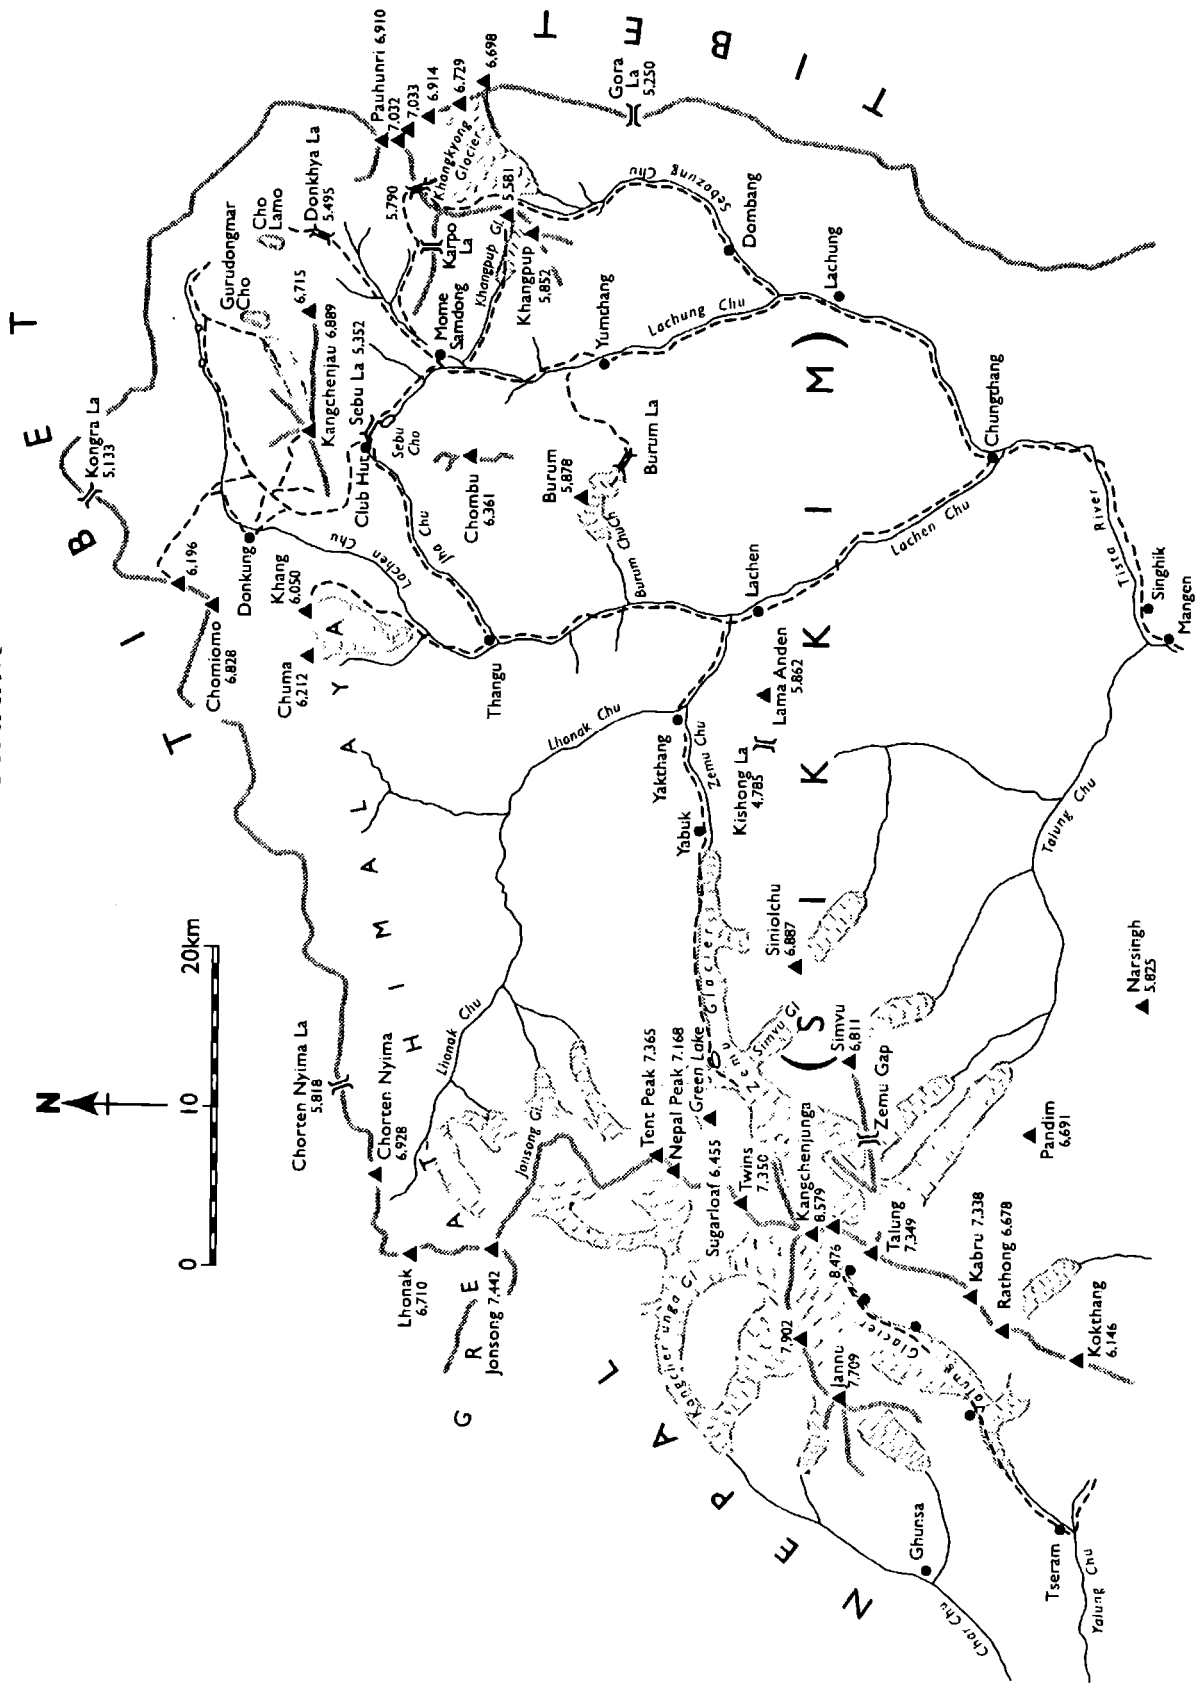 N
0 10 20km
T I B E T
T I B E T
N E P A L
G R E A T H I M A L A Y A
( S I K K I M )
Kongra La
5.133
6.196
Chomiomo
6.828
Donkung
Khang
6.050
Chuma
6.212
Gurudongmar
Cho
Cho
Lamo
Donkhya La
5.495
6.715
Kangchenjau 6.889
Pauhunri 6.910
7.032
7.033
6.914
6.729
6.698
Khangkyong
Glacier
5.790
Karpo
La
5.581
Khangpup Gl.
Khangpup
5.852
Gora
La
5.250
Sebu La 5.352
Club Hut
Sebu
Cho
Mome
Samdong
Chombu
6.361
Jha Chu
Lachen Chu
Thangu
Burum
5.878
Burum La
Burum Chu
Yumchang
Lachung Chu
Sebozung Chu
Dombang
Lachung
Chungthang
Lachen
Lachen Chu
Lama Anden
5.862
Kishong La
4.785
Tista River
Singhik
Mangen
Talung Chu
Yakthang
Yabuk
Zemu Chu
Lhonak Chu
Lhonak Chu
Chorten Nyima La
5.818
Chorten Nyima
6.928
Lhonak
6.710
Jonsong 7.442
Jonsong Gl.
Tent Peak 7.365
Nepal Peak 7.168
Green Lake
Sugarloaf 6.455
Twins
7.350
Zemu Glacier
Simvu Gl
Siniolchu
6.887
Simvu
6.811
Zemu Gap
Kangchenjunga
8.579
8.476
Talung
7.349
7.902
Jannu
7.709
Kabru 7.338
Rathong 6.678
Kokthang
6.146
Pandim
6.691
Narsingh
5.825
Yalung Glacier
Ghunsa
Tseram
Yalung Chu